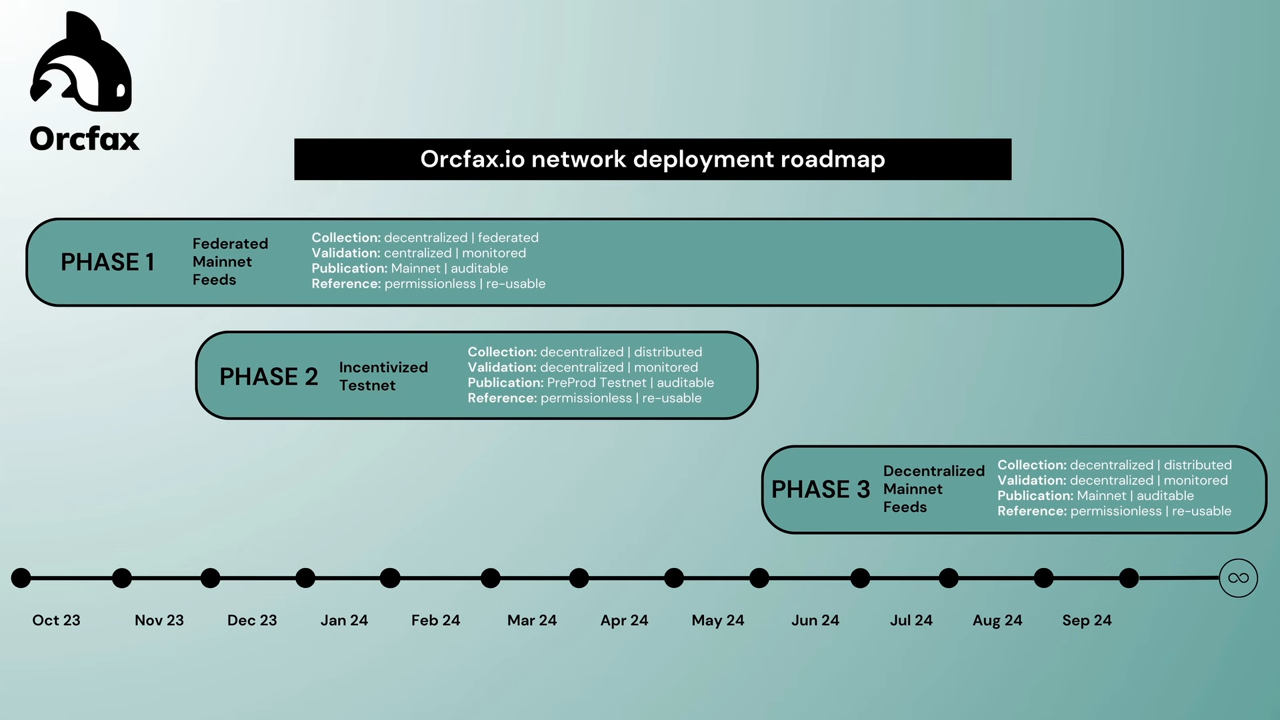 Orcfax
Orcfax.io network deployment roadmap
PHASE 1
Federated
Mainnet
Feeds
Collection: decentralized | federated
Validation: centralized | monitored
Publication: Mainnet | auditable
Reference: permissionless | re-usable
PHASE 2
Incentivized
Testnet
Collection: decentralized | distributed
Validation: decentralized | monitored
Publication: PreProd Testnet | auditable
Reference: permissionless | re-usable
PHASE 3
Decentralized
Mainnet
Feeds
Collection: decentralized | distributed
Validation: decentralized | monitored
Publication: Mainnet | auditable
Reference: permissionless | re-usable
∞
Oct 23 Nov 23 Dec 23 Jan 24 Feb 24 Mar 24 Apr 24 May 24 Jun 24 Jul 24 Aug 24 Sep 24